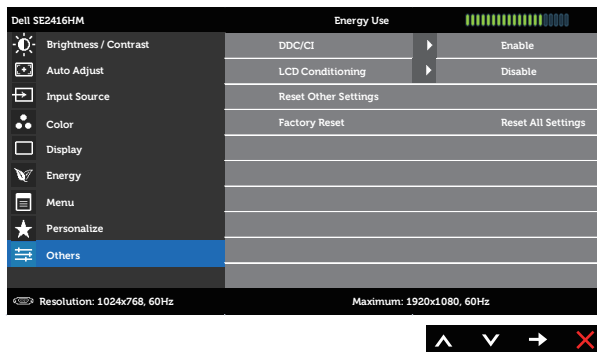 Dell SE2416HM Energy Use
Brightness / Contrast DDC/CI Enable
Auto Adjust LCD Conditioning Disable
Input Source Reset Other Settings
Color Factory Reset Reset All Settings
Display
Energy
Menu
Personalize
Others
Resolution: 1024x768, 60Hz Maximum: 1920x1080, 60Hz